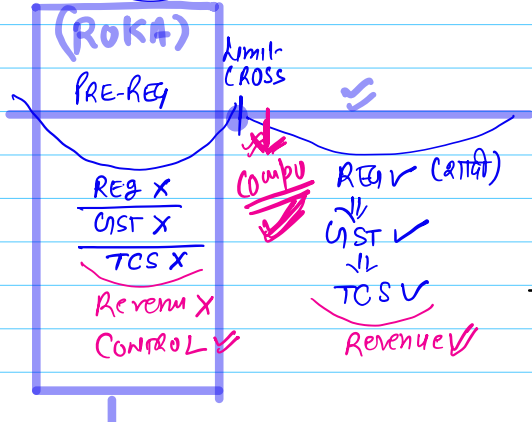 (ROKA)
PRE-REG
Limit-
CROSS
REG X
GST X
TCS X
Revenu X
CONTROL ✓
Compu
REG ✓ (शादी)
GST ✓
TCS ✓
Revenue ✓